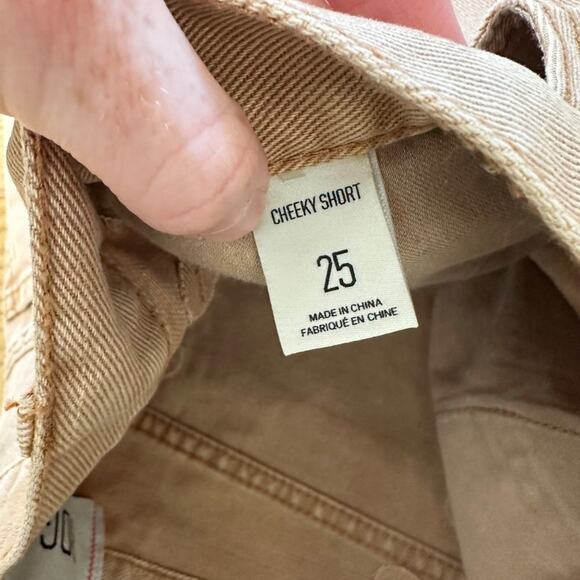 CHEEKY SHORT
25
MADE IN CHINA
FABRIQUÉ EN CHINE